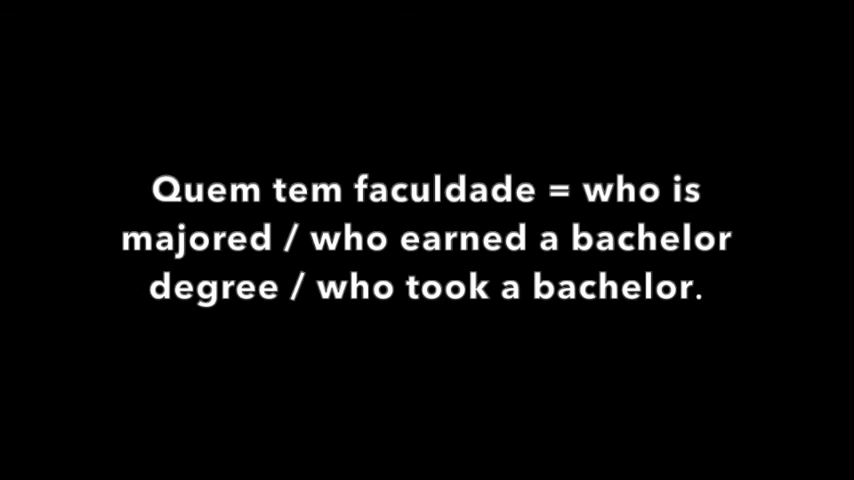 Quem tem faculdade = who is
majored / who earned a bachelor
degree / who took a bachelor.